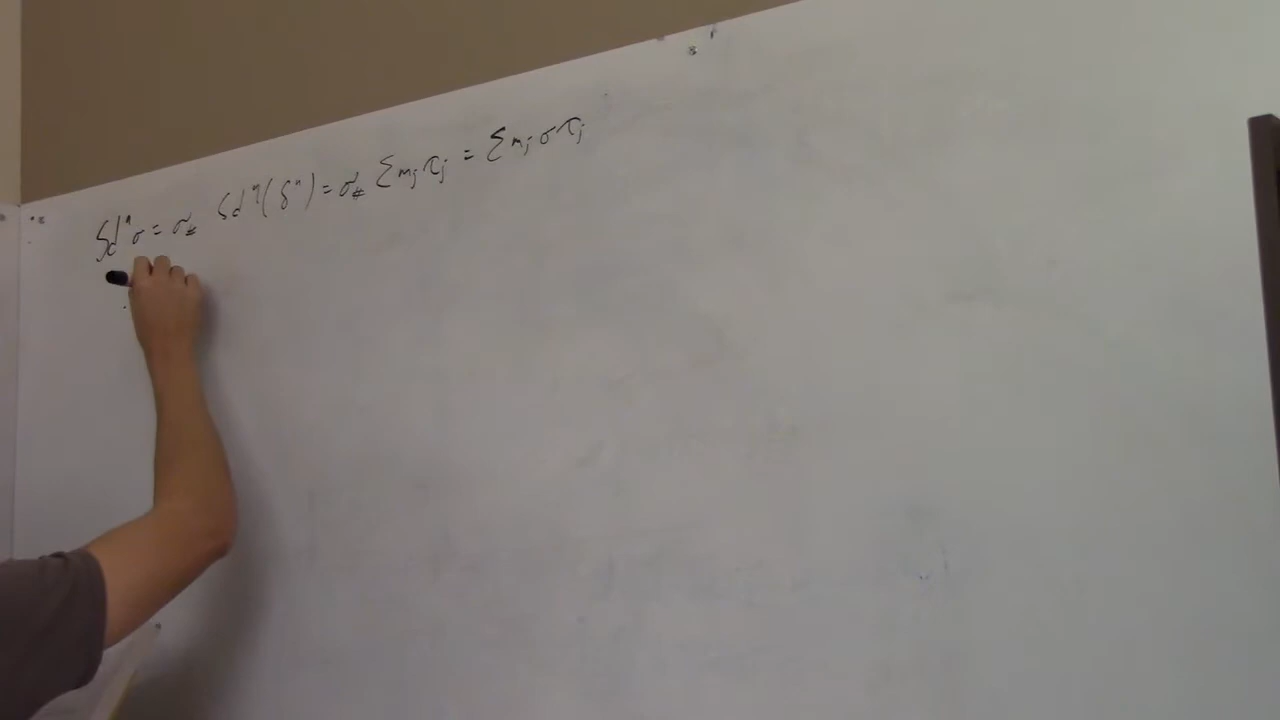 Sd^q σ = σ_# Sd^q(δ^n) = σ_# Σ m_j τ_j = Σ m_j σ τ_j